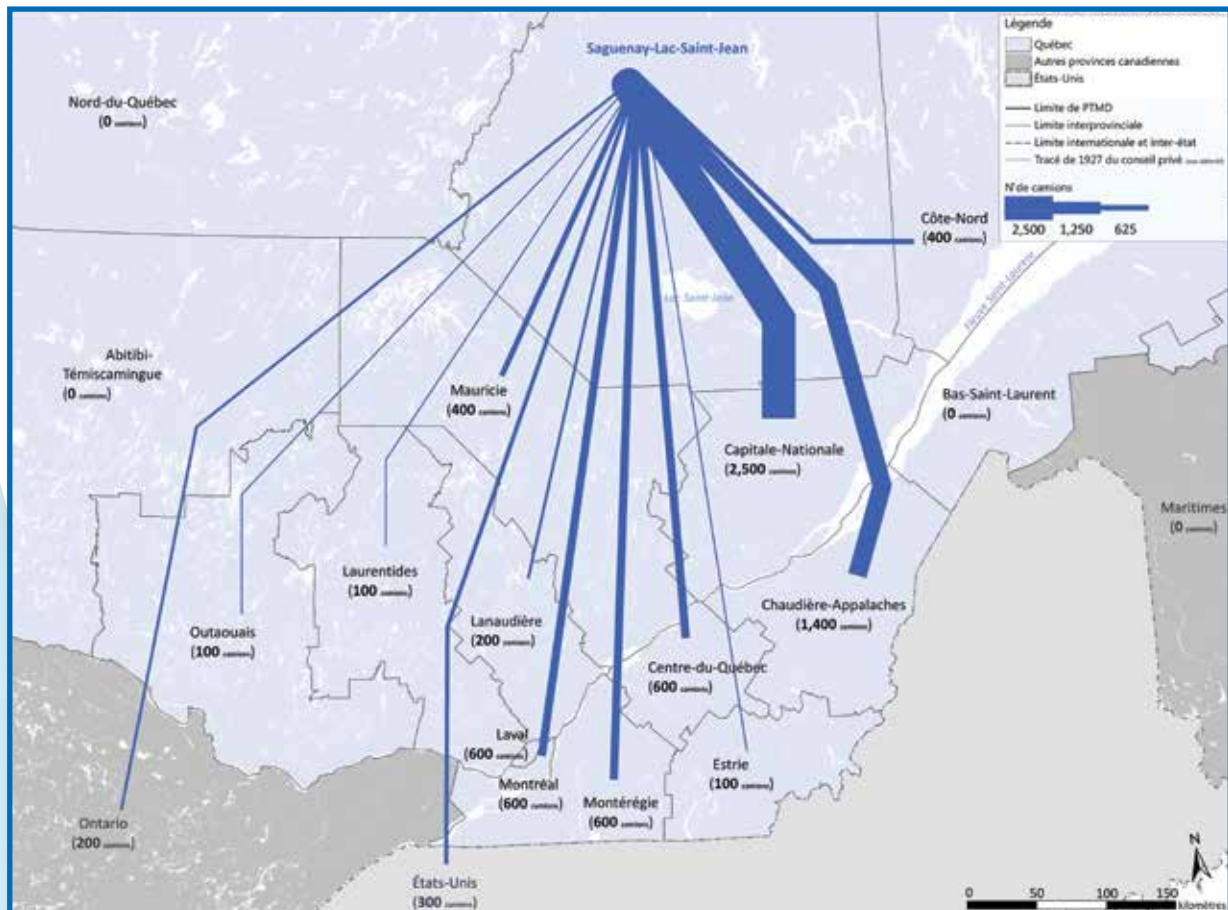 Légende
Québec
Autres provinces canadiennes
États-Unis
Limite de PTMD
Limite interprovinciale
Limite internationale et inter-état
Tracé de 1927 du conseil privé
N'de camions
2,500 1,250 625
Saguenay-Lac-Saint-Jean
Nord-du-Québec
(0 camions)
Côte-Nord
(400 camions)
Fleuve Saint-Laurent
Lac Saint-Jean
Abitibi-
Témiscamingue
(0 camions)
Mauricie
(400 camions)
Bas-Saint-Laurent
(0 camions)
Capitale-Nationale
(2,500 camions)
Maritimes
(0 camions)
Laurentides
(100 camions)
Chaudière-Appalaches
(1,400 camions)
Outaouais
(100 camions)
Lanaudière
(200 camions)
Centre-du-Québec
(600 camions)
Laval
(600 camions)
Estrie
(100 camions)
Montréal
(600 camions)
Montérégie
(600 camions)
Ontario
(200 camions)
États-Unis
(300 camions)
N
0 50 100 150
kilomètres